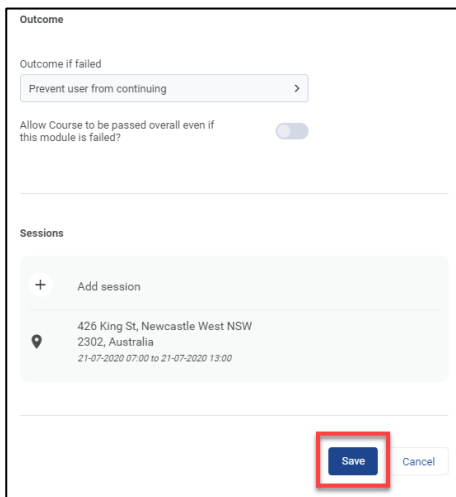 Outcome
Outcome if failed
Prevent user from continuing
Allow Course to be passed overall even if
this module is failed?
Sessions
Add session
426 King St, Newcastle West NSW
2302, Australia
21-07-2020 07:00 to 21-07-2020 13:00
Save
Cancel